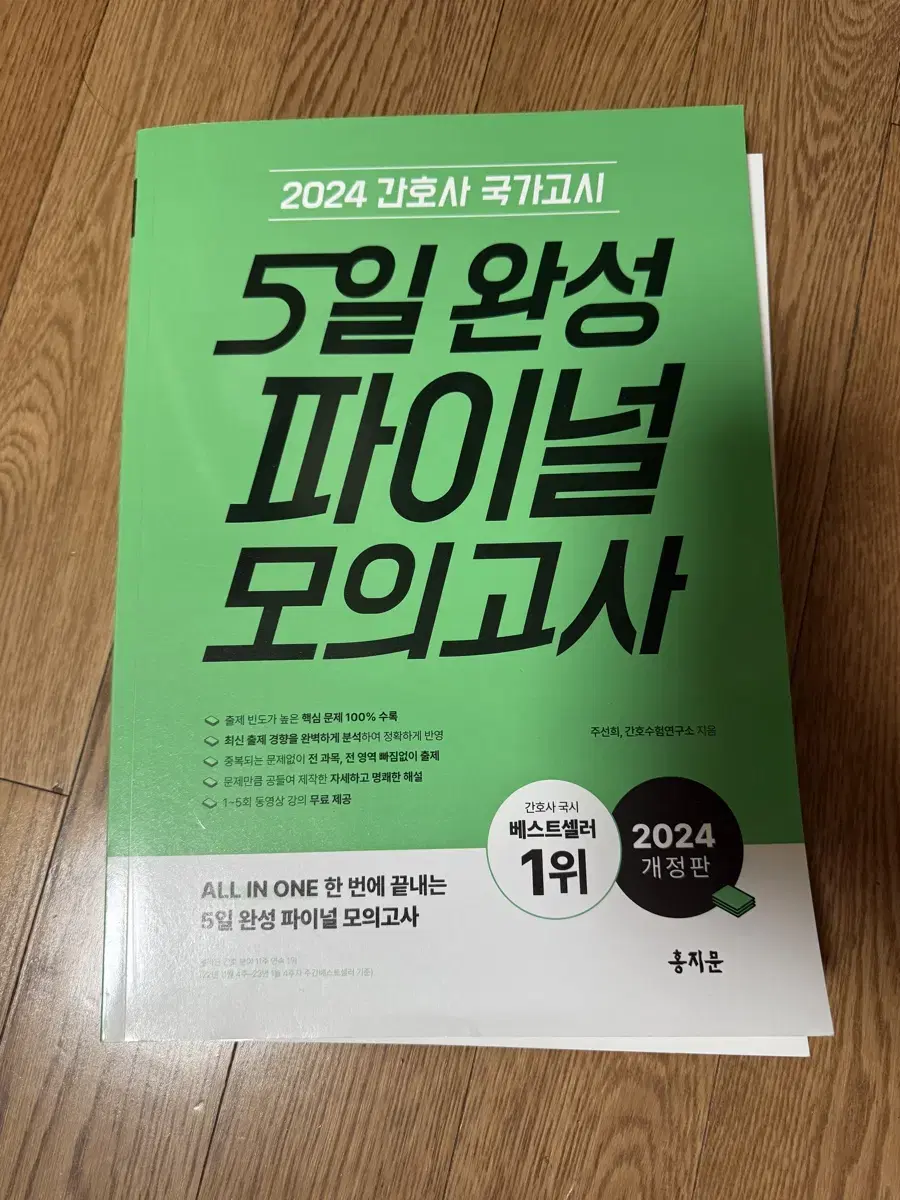 2024 간호사 국가고시
5일 완성
파이널
모의고사
출제 빈도가 높은 핵심 문제 100% 수록
최신 출제 경향을 완벽하게 분석하여 정확하게 반영
중복되는 문제없이 전 과목, 전 영역 빠짐없이 출제
문제만큼 공들여 제작한 자세하고 명쾌한 해설
1~5회 동영상 강의 무료 제공
주선희, 간호수험연구소 지음
간호사 국시
베스트셀러
1위
2024
개정판
ALL IN ONE 한 번에 끝내는
5일 완성 파이널 모의고사
홍지문